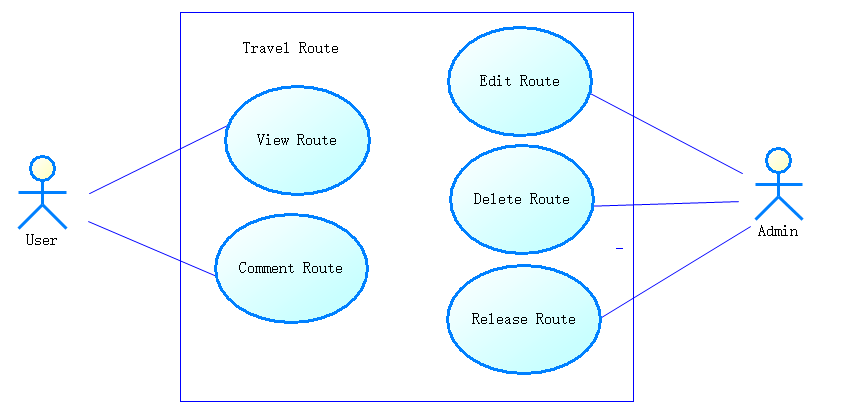 Travel Route
Edit Route
View Route
Delete Route
Comment Route
Release Route
User
Admin